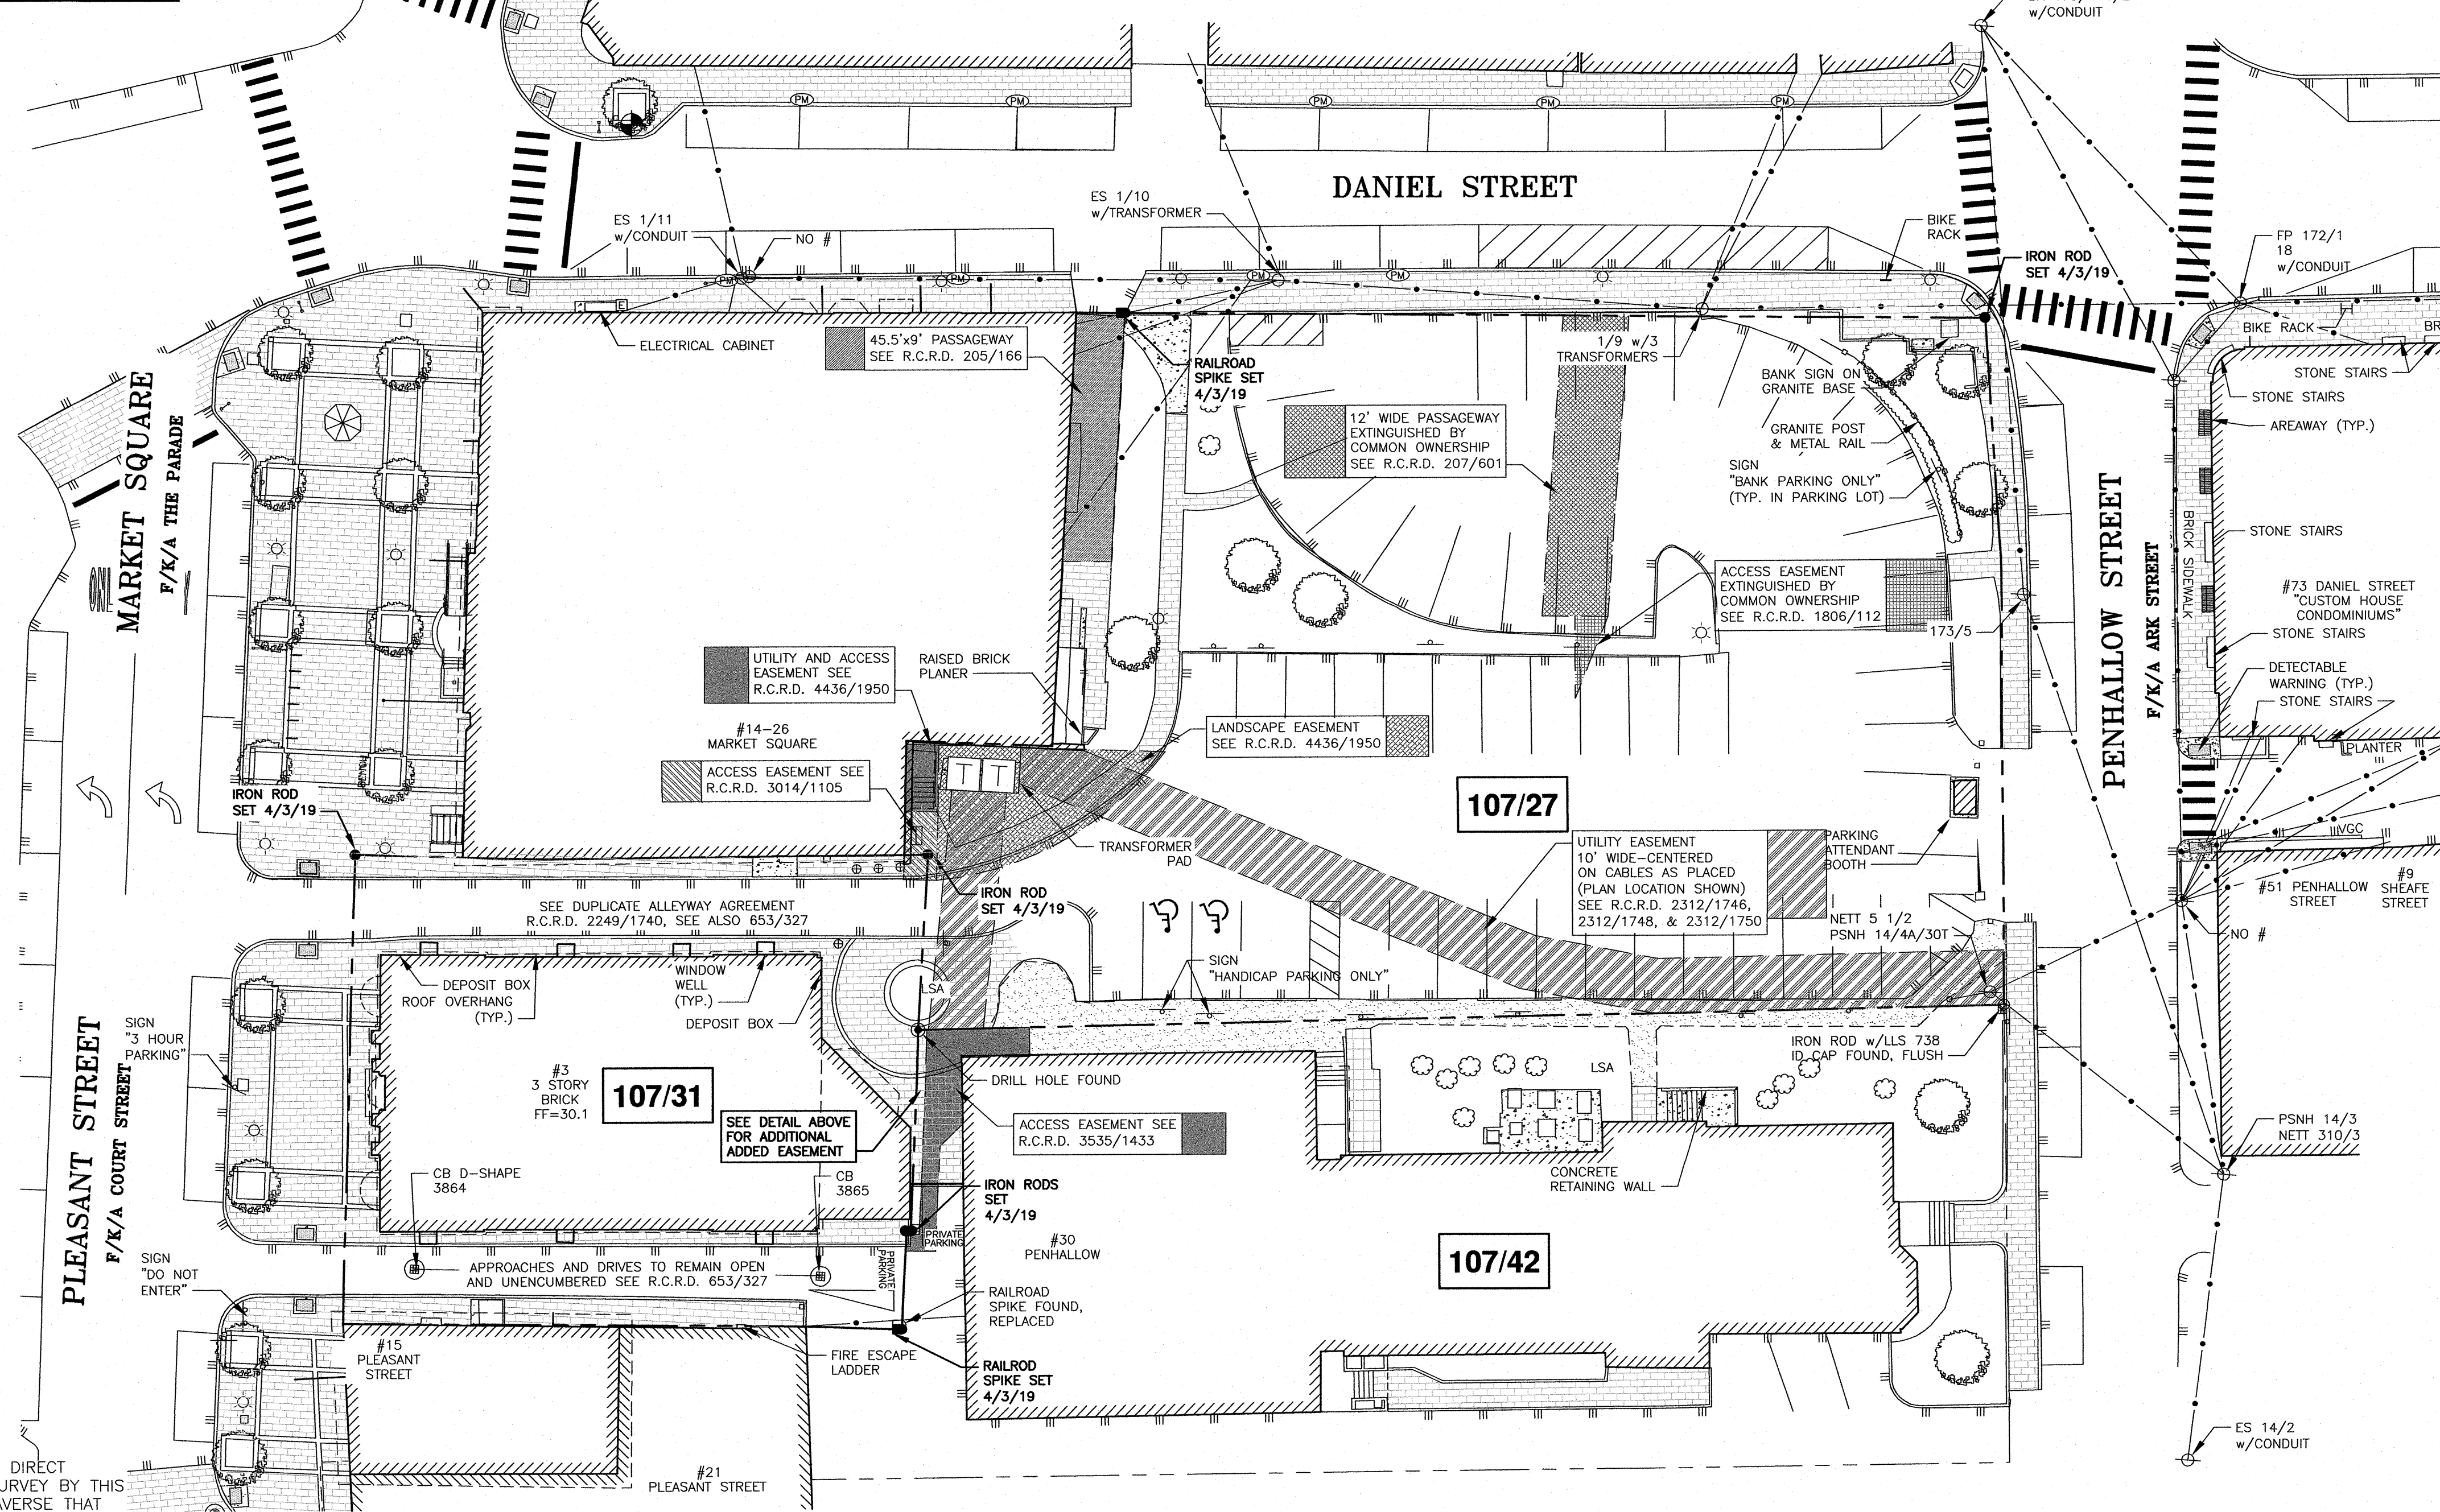 w/CONDUIT
PM
PM
PM
PM
PM
DANIEL STREET
ES 1/11
w/CONDUIT
NO #
ES 1/10
w/TRANSFORMER
BIKE
RACK
IRON ROD
SET 4/3/19
FP 172/1
18
w/CONDUIT
PM
PM
PM
PM
E
ELECTRICAL CABINET
45.5'x9' PASSAGEWAY
SEE R.C.R.D. 205/166
RAILROAD
SPIKE SET
4/3/19
1/9 w/3
TRANSFORMERS
BIKE RACK
BR
STONE STAIRS
STONE STAIRS
AREAWAY (TYP.)
BANK SIGN ON
GRANITE BASE
GRANITE POST
& METAL RAIL
SIGN
"BANK PARKING ONLY"
(TYP. IN PARKING LOT)
12' WIDE PASSAGEWAY
EXTINGUISHED BY
COMMON OWNERSHIP
SEE R.C.R.D. 207/601
MARKET SQUARE
F/K/A THE PARADE
PENHALLOW STREET
F/K/A ARK STREET
BRICK SIDEWALK
STONE STAIRS
ACCESS EASEMENT
EXTINGUISHED BY
COMMON OWNERSHIP
SEE R.C.R.D. 1806/112
173/5
#73 DANIEL STREET
"CUSTOM HOUSE
CONDOMINIUMS"
STONE STAIRS
DETECTABLE
WARNING (TYP.)
STONE STAIRS
PLANTER
UTILITY AND ACCESS
EASEMENT SEE
R.C.R.D. 4436/1950
RAISED BRICK
PLANER
#14-26
MARKET SQUARE
LANDSCAPE EASEMENT
SEE R.C.R.D. 4436/1950
ACCESS EASEMENT SEE
R.C.R.D. 3014/1105
IRON ROD
SET 4/3/19
107/27
TRANSFORMER
PAD
UTILITY EASEMENT
10' WIDE-CENTERED
ON CABLES AS PLACED
(PLAN LOCATION SHOWN)
SEE R.C.R.D. 2312/1746,
2312/1748, & 2312/1750
PARKING
ATTENDANT
BOOTH
VGC
#51 PENHALLOW
STREET
#9
SHEAFE
STREET
IRON ROD
SET 4/3/19
SEE DUPLICATE ALLEYWAY AGREEMENT
R.C.R.D. 2249/1740, SEE ALSO 653/327
NETT 5 1/2
PSNH 14/4A/30T
NO #
DEPOSIT BOX
ROOF OVERHANG
(TYP.)
WINDOW
WELL
(TYP.)
DEPOSIT BOX
LSA
SIGN
"HANDICAP PARKING ONLY"
SIGN
"3 HOUR
PARKING"
PLEASANT STREET
F/K/A COURT STREET
#3
3 STORY
BRICK
FF=30.1
107/31
DRILL HOLE FOUND
LSA
IRON ROD w/LLS 738
ID CAP FOUND, FLUSH
SEE DETAIL ABOVE
FOR ADDITIONAL
ADDED EASEMENT
ACCESS EASEMENT SEE
R.C.R.D. 3535/1433
PSNH 14/3
NETT 310/3
CB D-SHAPE
3864
CB
3865
CONCRETE
RETAINING WALL
IRON RODS
SET
4/3/19
PRIVATE
PARKING
PRIVATE
PARKING
#30
PENHALLOW
107/42
SIGN
"DO NOT
ENTER"
APPROACHES AND DRIVES TO REMAIN OPEN
AND UNENCUMBERED SEE R.C.R.D. 653/327
RAILROAD
SPIKE FOUND,
REPLACED
#15
PLEASANT
STREET
FIRE ESCAPE
LADDER
RAILROD
SPIKE SET
4/3/19
#21
PLEASANT STREET
ES 14/2
w/CONDUIT
DIRECT
URVEY BY THIS
AVERSE THAT